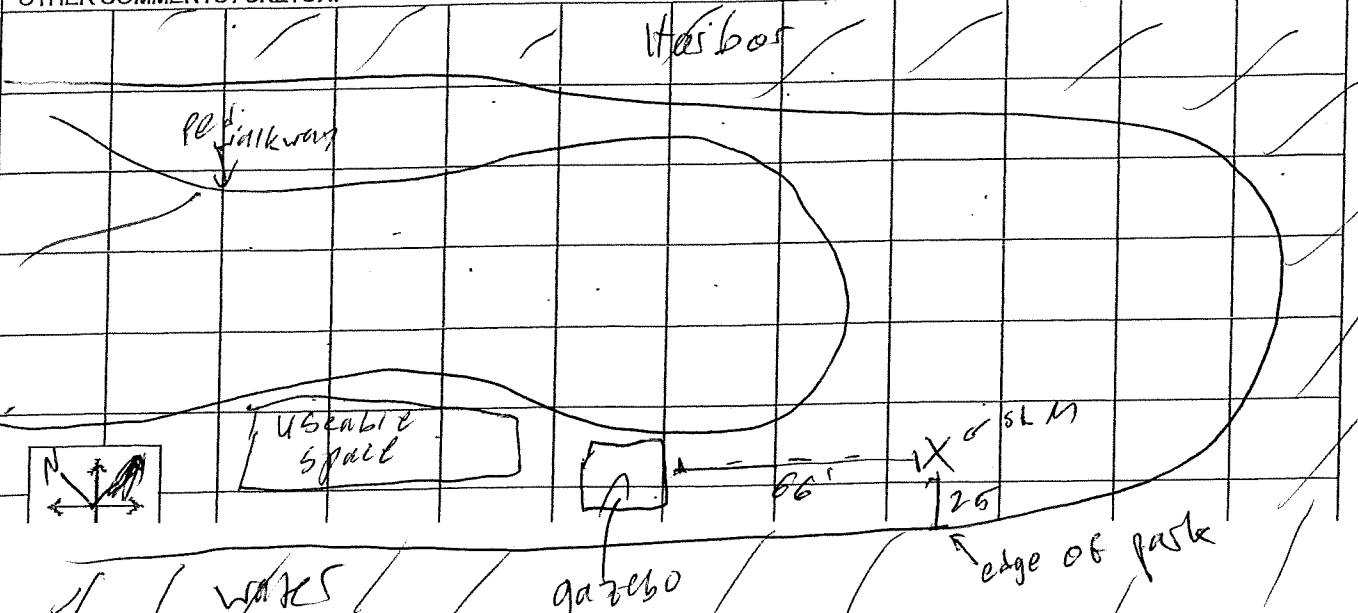 OTHER COMMENTS / SKETCH:
Harbor
ped
walkway
useable
space
SLM
66'
25
N
edge of park
water
gazebo